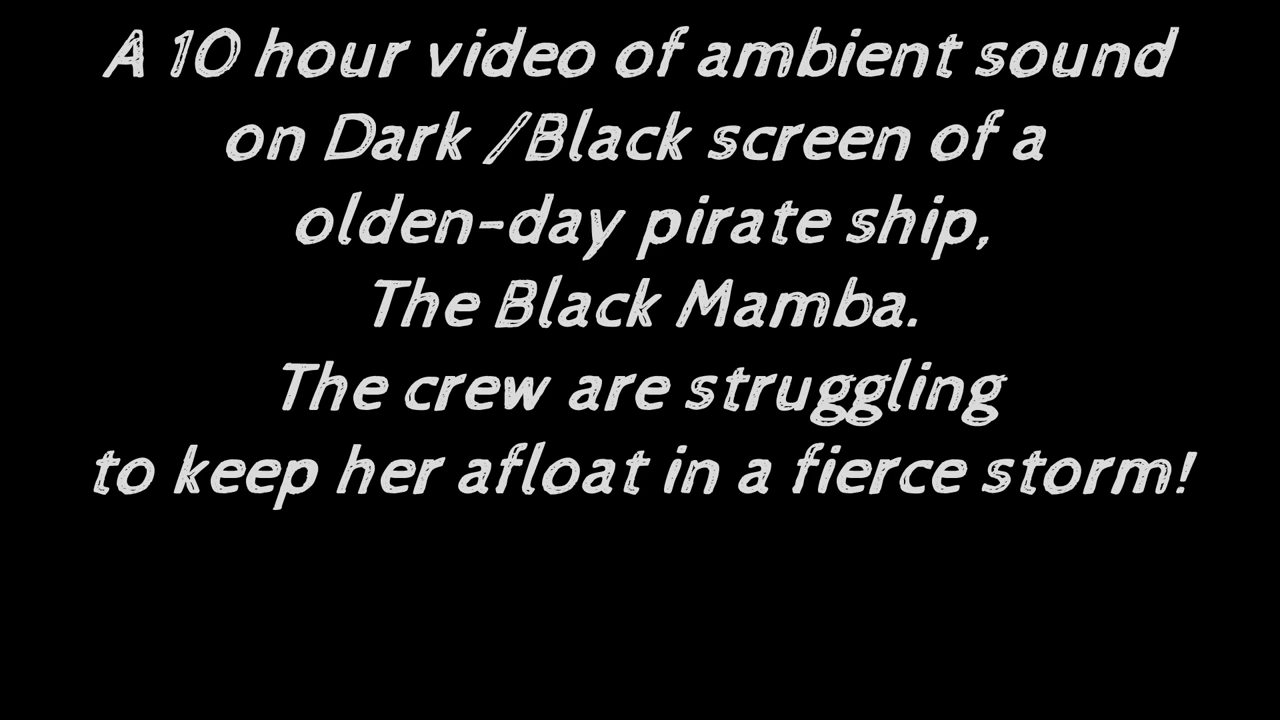 A 10 hour video of ambient sound
on Dark /Black screen of a
olden-day pirate ship,
The Black Mamba.
The crew are struggling
to keep her afloat in a fierce storm!